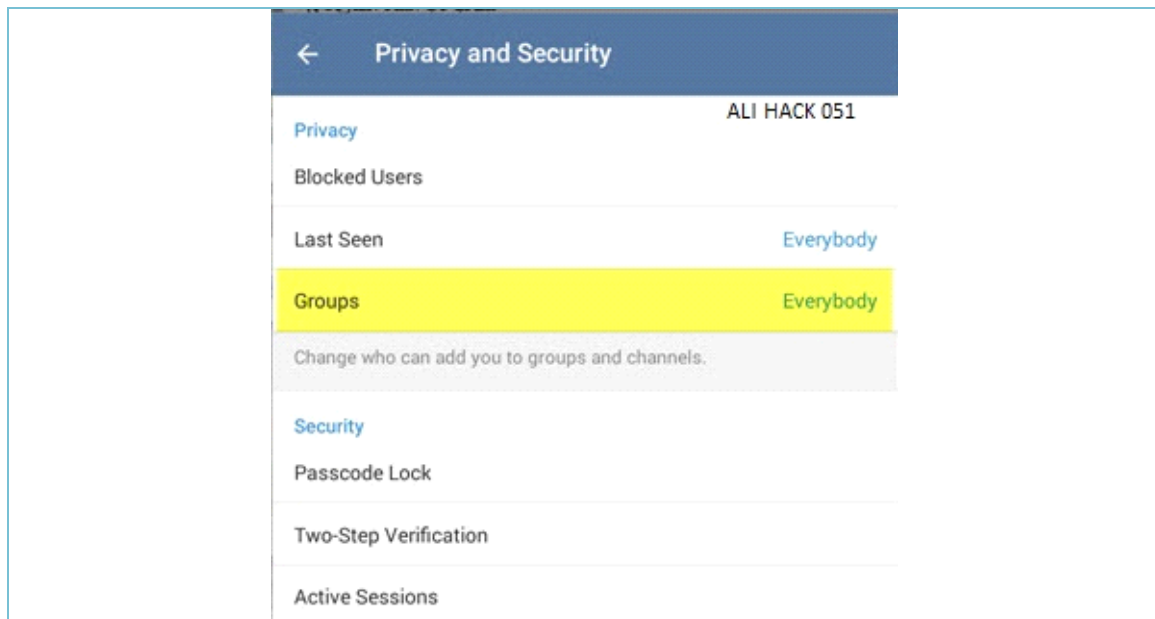 Privacy and Security
ALI HACK 051
Privacy
Blocked Users
Last Seen Everybody
Groups Everybody
Change who can add you to groups and channels.
Security
Passcode Lock
Two-Step Verification
Active Sessions